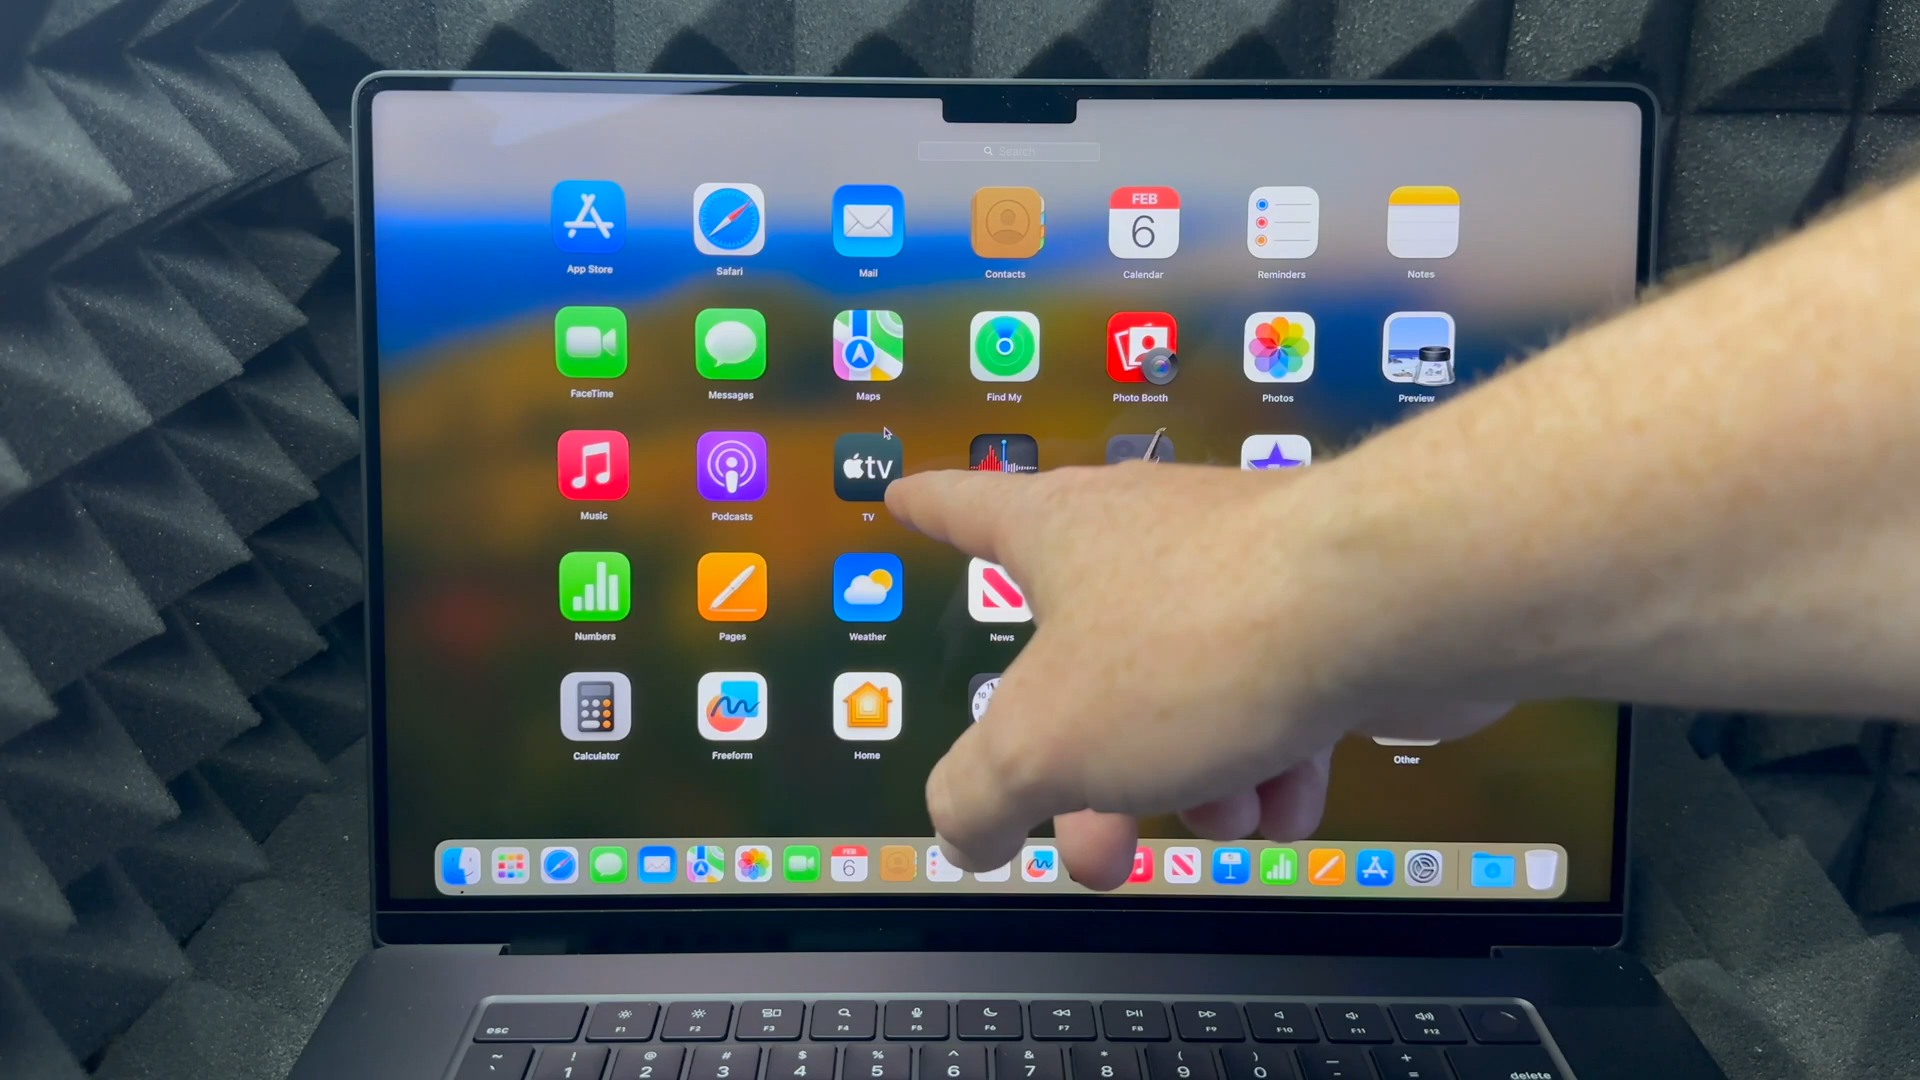 Search
FEB
6
App Store Safari Mail Contacts Calendar Reminders Notes
FaceTime Messages Maps Find My Photo Booth Photos Preview
tv
Music Podcasts TV
Numbers Pages Weather News
Calculator Freeform Home Other
FEB
6
esc F1 F2 F3 F4 F5 F6 F7 F8 F9 F10 F11 F12
~ ! @ # $ % ^ & * ( ) _ +
` 1 2 3 4 5 6 7 8 9 0 - = delete